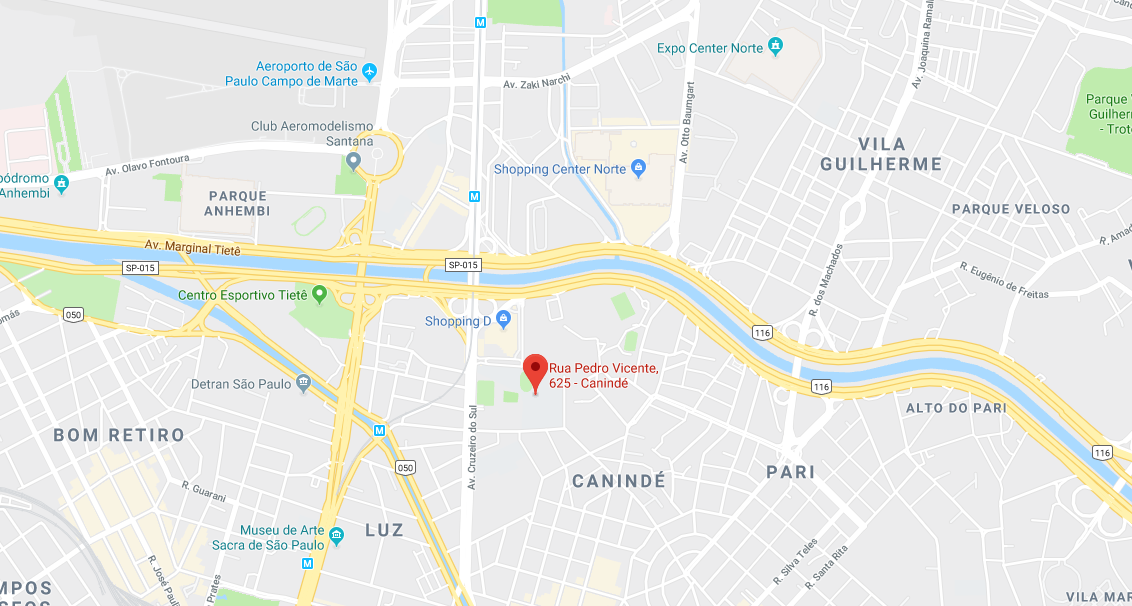 M
Expo Center Norte
Av. Joaquina Ramal
Aeroporto de São
Paulo Campo de Marte
Av. Zaki Narchi
Parque
Guilherr
- Trote
Club Aeromodelismo
Santana
Av. Otto Baumgart
VILA
GUILHERME
Av. Olavo Fontoura
Shopping Center Norte
pódromo
Anhembi
PARQUE
ANHEMBI
M
PARQUE VELOSO
R. Amad
Av. Marginal Tietê
SP-015
SP-015
R. Eugênio de Freitas
R. dos Machados
Centro Esportivo Tietê
050
omás
Shopping D
116
Rua Pedro Vicente,
625 - Canindé
Detran São Paulo
116
ALTO DO PARI
BOM RETIRO
M
Av. Cruzeiro do Sul
116
050
PARI
CANINDÉ
R. Guarani
Museu de Arte
Sacra de São Paulo
LUZ
M
R. Silva Teles
R. Santa Rita
R. José Pauli
Prates
MPOS
SEOS
VILA MAR